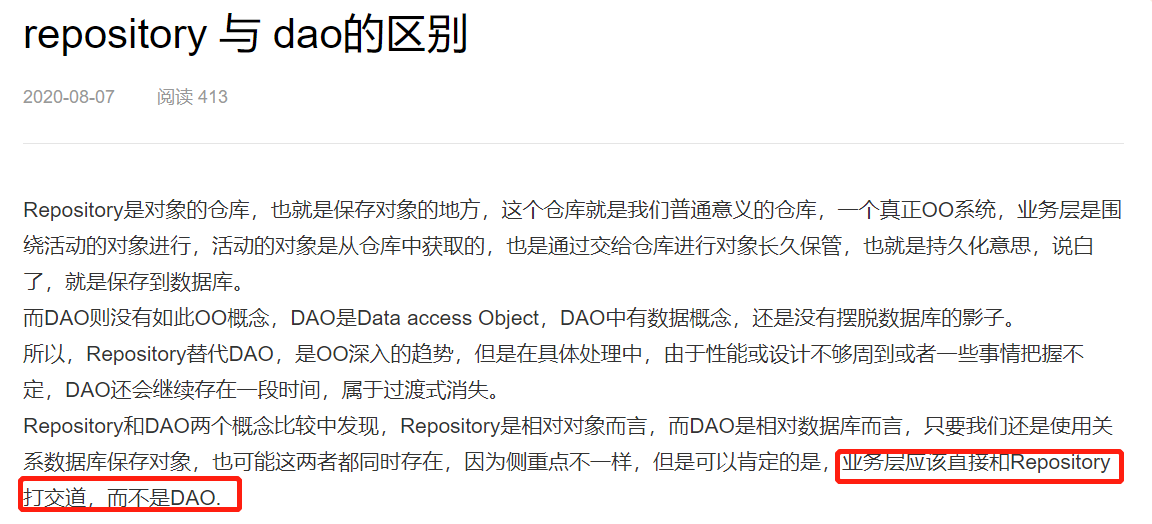 repository 与 dao的区别
2020-08-07 阅读 413
Repository是对象的仓库，也就是保存对象的地方，这个仓库就是我们普通意义的仓库，一个真正OO系统，业务层是围
绕活动的对象进行，活动的对象是从仓库中获取的，也是通过交给仓库进行对象长久保管，也就是持久化意思，说白
了，就是保存到数据库。
而DAO则没有如此OO概念，DAO是Data access Object，DAO中有数据概念，还是没有摆脱数据库的影子。
所以，Repository替代DAO，是OO深入的趋势，但是在具体处理中，由于性能或设计不够周到或者一些事情把握不
定，DAO还会继续存在一段时间，属于过渡式消失。
Repository和DAO两个概念比较中发现，Repository是相对对象而言，而DAO是相对数据库而言，只要我们还是使用关
系数据库保存对象，也可能这两者都同时存在，因为侧重点不一样，但是可以肯定的是，业务层应该直接和Repository
打交道，而不是DAO.